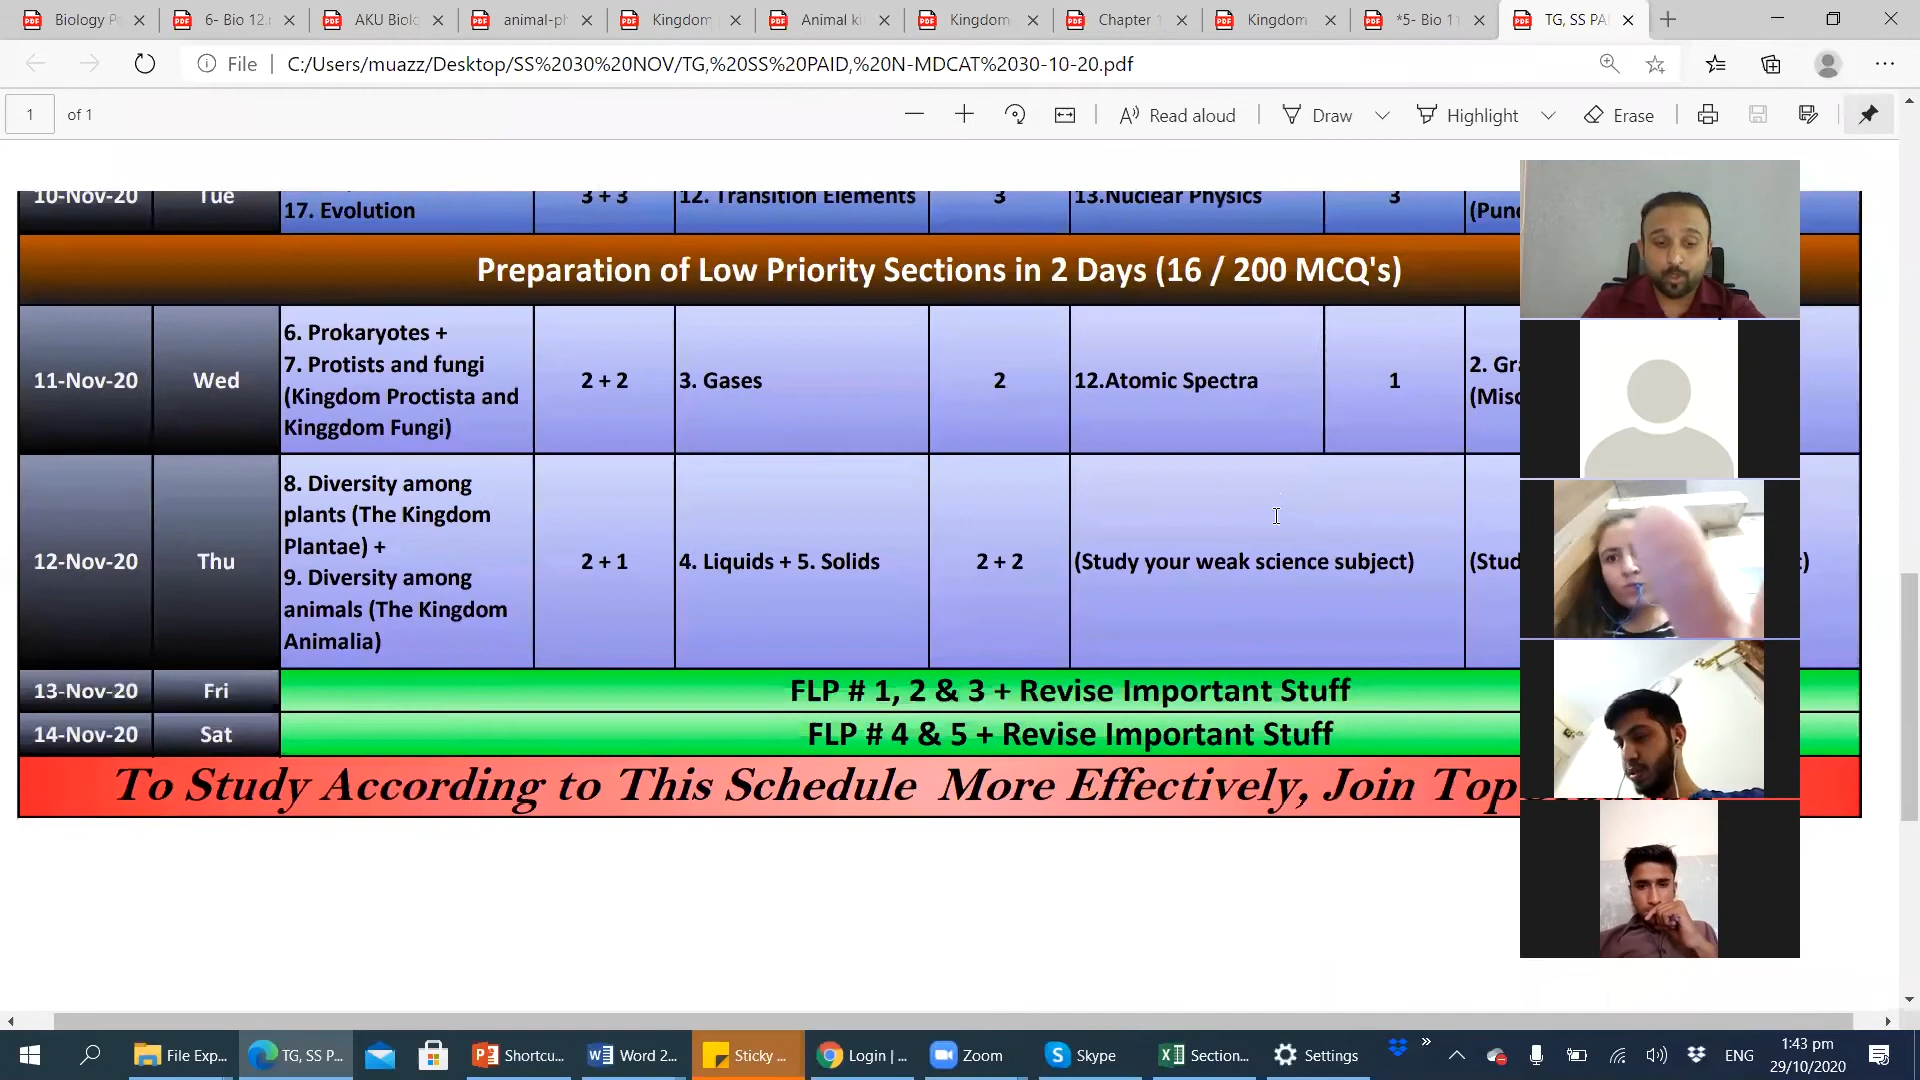 Biology P
6- Bio 12.
AKU Biolo
animal-ph
Kingdom
Animal ki
Kingdom
Chapter 1
Kingdom
*5- Bio 11
TG, SS PA
File
C:/Users/muazz/Desktop/SS%2030%20NOV/TG,%20SS%20PAID,%20N-MDCAT%2030-10-20.pdf
1 of 1
Read aloud
Draw
Highlight
Erase
10-Nov-20 Tue
17. Evolution
3 + 3
12. Transition Elements
3
13.Nuclear Physics
3
(Pun
Preparation of Low Priority Sections in 2 Days (16 / 200 MCQ's)
11-Nov-20 Wed
6. Prokaryotes +
7. Protists and fungi
(Kingdom Proctista and
Kinggdom Fungi)
2 + 2
3. Gases
2
12.Atomic Spectra
1
2. Gr
(Misc
12-Nov-20 Thu
8. Diversity among
plants (The Kingdom
Plantae) +
9. Diversity among
animals (The Kingdom
Animalia)
2 + 1
4. Liquids + 5. Solids
2 + 2
(Study your weak science subject)
(Stud
)
13-Nov-20 Fri
FLP # 1, 2 & 3 + Revise Important Stuff
14-Nov-20 Sat
FLP # 4 & 5 + Revise Important Stuff
To Study According to This Schedule More Effectively, Join Top
File Exp...
TG, SS P...
Shortcu...
Word 2...
Sticky ...
Login | ...
Zoom
Skype
Section...
Settings
ENG
1:43 pm
29/10/2020